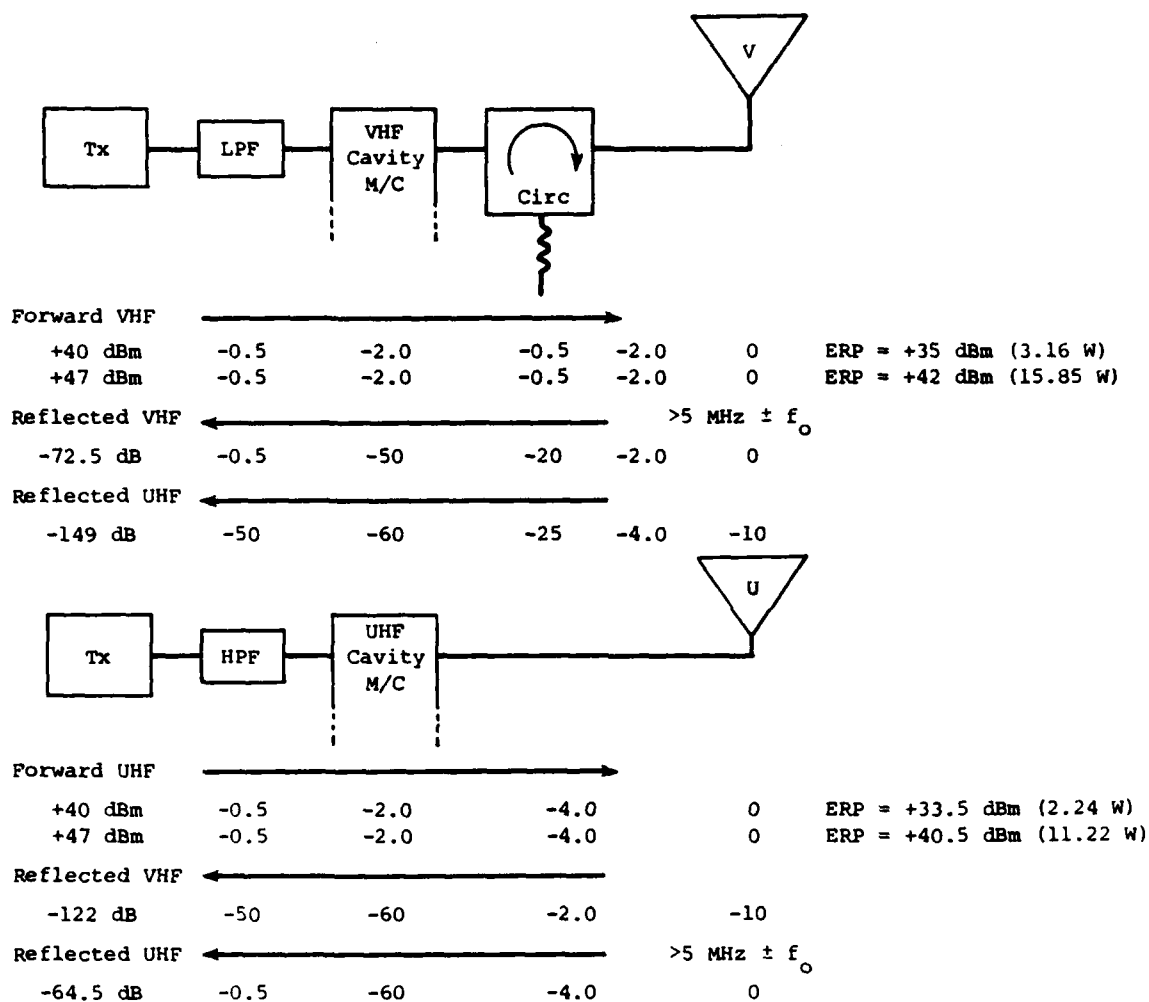 V
Tx
LPF
VHF
Cavity
M/C
Circ
Forward VHF
+40 dBm -0.5 -2.0 -0.5 -2.0 0 ERP = +35 dBm (3.16 W)
+47 dBm -0.5 -2.0 -0.5 -2.0 0 ERP = +42 dBm (15.85 W)
Reflected VHF >5 MHz ± fo
-72.5 dB -0.5 -50 -20 -2.0 0
Reflected UHF
-149 dB -50 -60 -25 -4.0 -10
U
Tx
HPF
UHF
Cavity
M/C
Forward UHF
+40 dBm -0.5 -2.0 -4.0 0 ERP = +33.5 dBm (2.24 W)
+47 dBm -0.5 -2.0 -4.0 0 ERP = +40.5 dBm (11.22 W)
Reflected VHF
-122 dB -50 -60 -2.0 -10
Reflected UHF >5 MHz ± fo
-64.5 dB -0.5 -60 -4.0 0